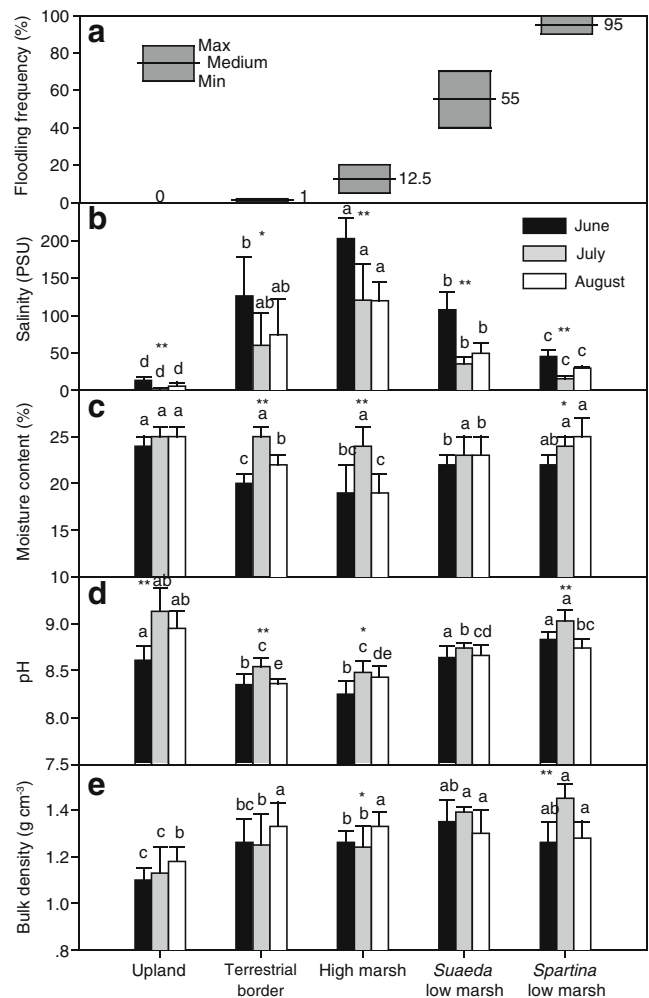 100
a
Max
Medium
Min
80
60
40
20
0
Floodling frequency (%)
0
1
12.5
55
95
b
Salinity (PSU)
200
150
100
50
0
June
July
August
d ** d d
b * ab ab
a ** a a
b ** b b
c ** c c
c
Moisture content (%)
25
20
15
10
a a a
c ** a b
bc ** a c
b a b
ab * a a
d
pH
9.0
8.5
8.0
7.5
** a ab ab
b ** c e
b * c de
a b cd
a ** a bc
e
Bulk density (g cm-3)
1.4
1.2
1.0
.8
c c b
bc b a
b * b a
ab a a
** ab a a
Upland
Terrestrial
border
High marsh
Suaeda
low marsh
Spartina
low marsh